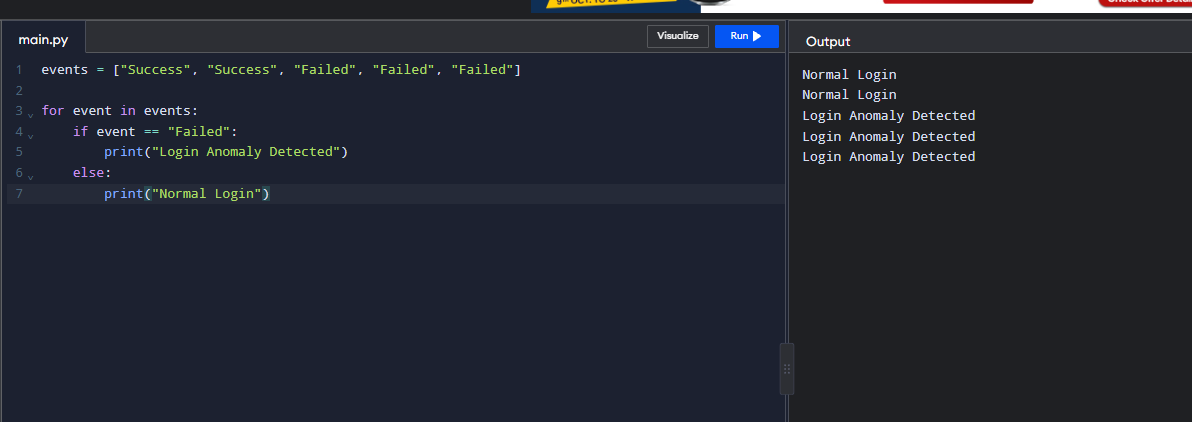 main.py
Visualize
Run
Output
1 events = ["Success", "Success", "Failed", "Failed", "Failed"]
2
3 for event in events:
4     if event == "Failed":
5         print("Login Anomaly Detected")
6     else:
7         print("Normal Login")
Normal Login
Normal Login
Login Anomaly Detected
Login Anomaly Detected
Login Anomaly Detected